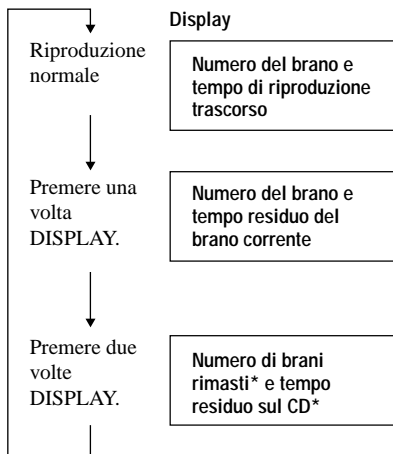 Display
Riproduzione
normale
Numero del brano e
tempo di riproduzione
trascorso
Premere una
volta
DISPLAY.
Numero del brano e
tempo residuo del
brano corrente
Premere due
volte
DISPLAY.
Numero di brani
rimasti* e tempo
residuo sul CD*